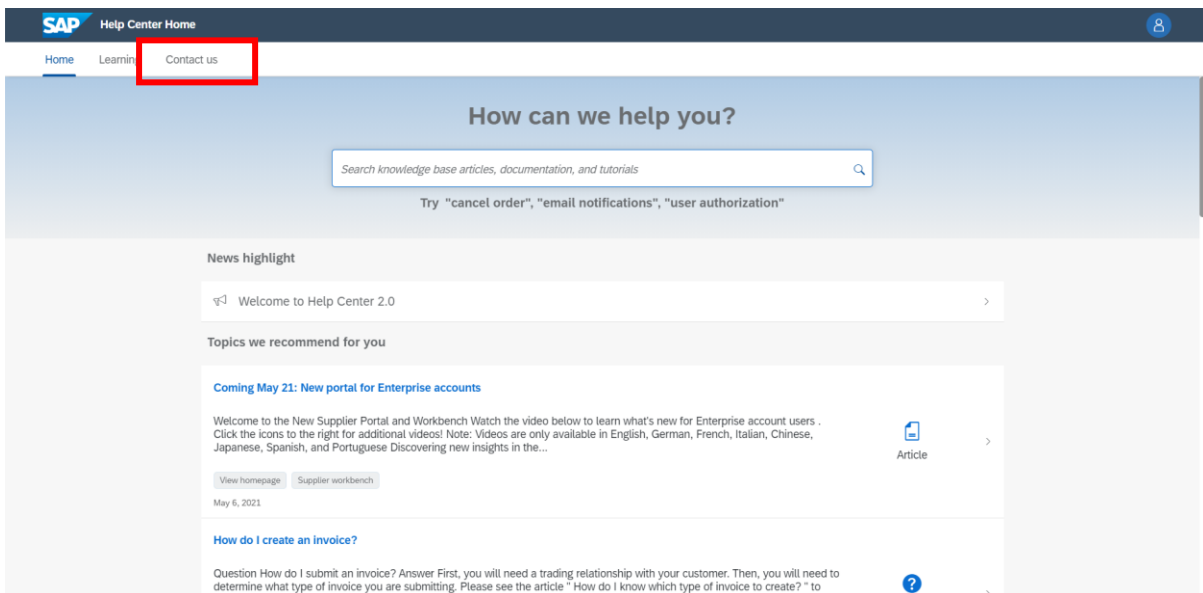 SAP Help Center Home
Home Learning Contact us
How can we help you?
Search knowledge base articles, documentation, and tutorials
Try "cancel order", "email notifications", "user authorization"
News highlight
Welcome to Help Center 2.0
Topics we recommend for you
Coming May 21: New portal for Enterprise accounts
Welcome to the New Supplier Portal and Workbench Watch the video below to learn what's new for Enterprise account users .
Click the icons to the right for additional videos! Note: Videos are only available in English, German, French, Italian, Chinese,
Japanese, Spanish, and Portuguese Discovering new insights in the...
Article
View homepage Supplier workbench
May 6, 2021
How do I create an invoice?
Question How do I submit an invoice? Answer First, you will need a trading relationship with your customer. Then, you will need to
determine what type of invoice you are submitting. Please see the article " How do I know which type of invoice to create? " to